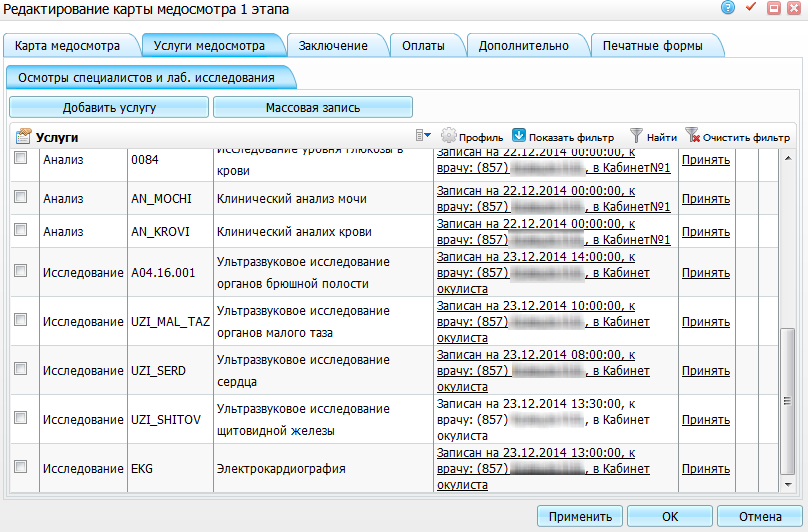 Редактирование карты медосмотра 1 этапа
Карта медосмотра Услуги медосмотра Заключение Оплаты Дополнительно Печатные формы
Осмотры специалистов и лаб. исследования
Добавить услугу Массовая запись
Услуги Профиль Показать фильтр Найти Очистить фильтр
Анализ 0084 Исследование уровня глюкозы в
крови
Записан на 22.12.2014 00:00:00, к
врачу: (857) , в Кабинет№1
Принять
Анализ AN_MOCHI Клинический анализ мочи
Записан на 22.12.2014 00:00:00, к
врачу: (857) , в Кабинет№1
Принять
Анализ AN_KROVI Клинический аналих крови
Записан на 22.12.2014 00:00:00, к
врачу: (857) , в Кабинет№1
Принять
Исследование A04.16.001 Ультразвуковое исследование
органов брюшной полости
Записан на 23.12.2014 14:00:00, к
врачу: (857) , в Кабинет
окулиста
Принять
Исследование UZI_MAL_TAZ Ультразвуковое исследование
органов малого таза
Записан на 23.12.2014 10:00:00, к
врачу: (857) , в Кабинет
окулиста
Принять
Исследование UZI_SERD Ультразвуковое исследование
сердца
Записан на 23.12.2014 08:00:00, к
врачу: (857) , в Кабинет
окулиста
Принять
Исследование UZI_SHITOV Ультразвуковое исследование
щитовидной железы
Записан на 23.12.2014 13:30:00, к
врачу: (857) , в Кабинет
окулиста
Принять
Исследование EKG Электрокардиография
Записан на 23.12.2014 13:00:00, к
врачу: (857) , в Кабинет
окулиста
Принять
Применить OK Отмена